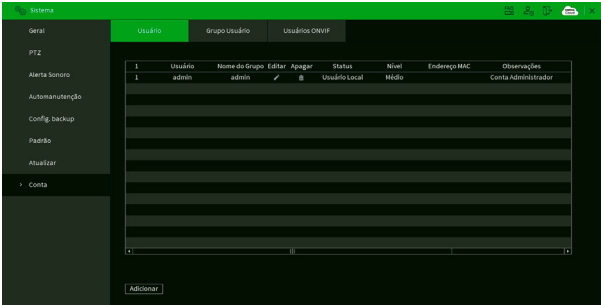 Sistema
Geral
PTZ
Alerta Sonoro
Automanutenção
Config. backup
Padrão
Atualizar
Conta
Usuário Grupo Usuário Usuários ONVIF
1 Usuário Nome do Grupo Editar Apagar Status Nível Endereço MAC Observações
1 admin admin Usuário Local Médio Conta Administrador
Adicionar